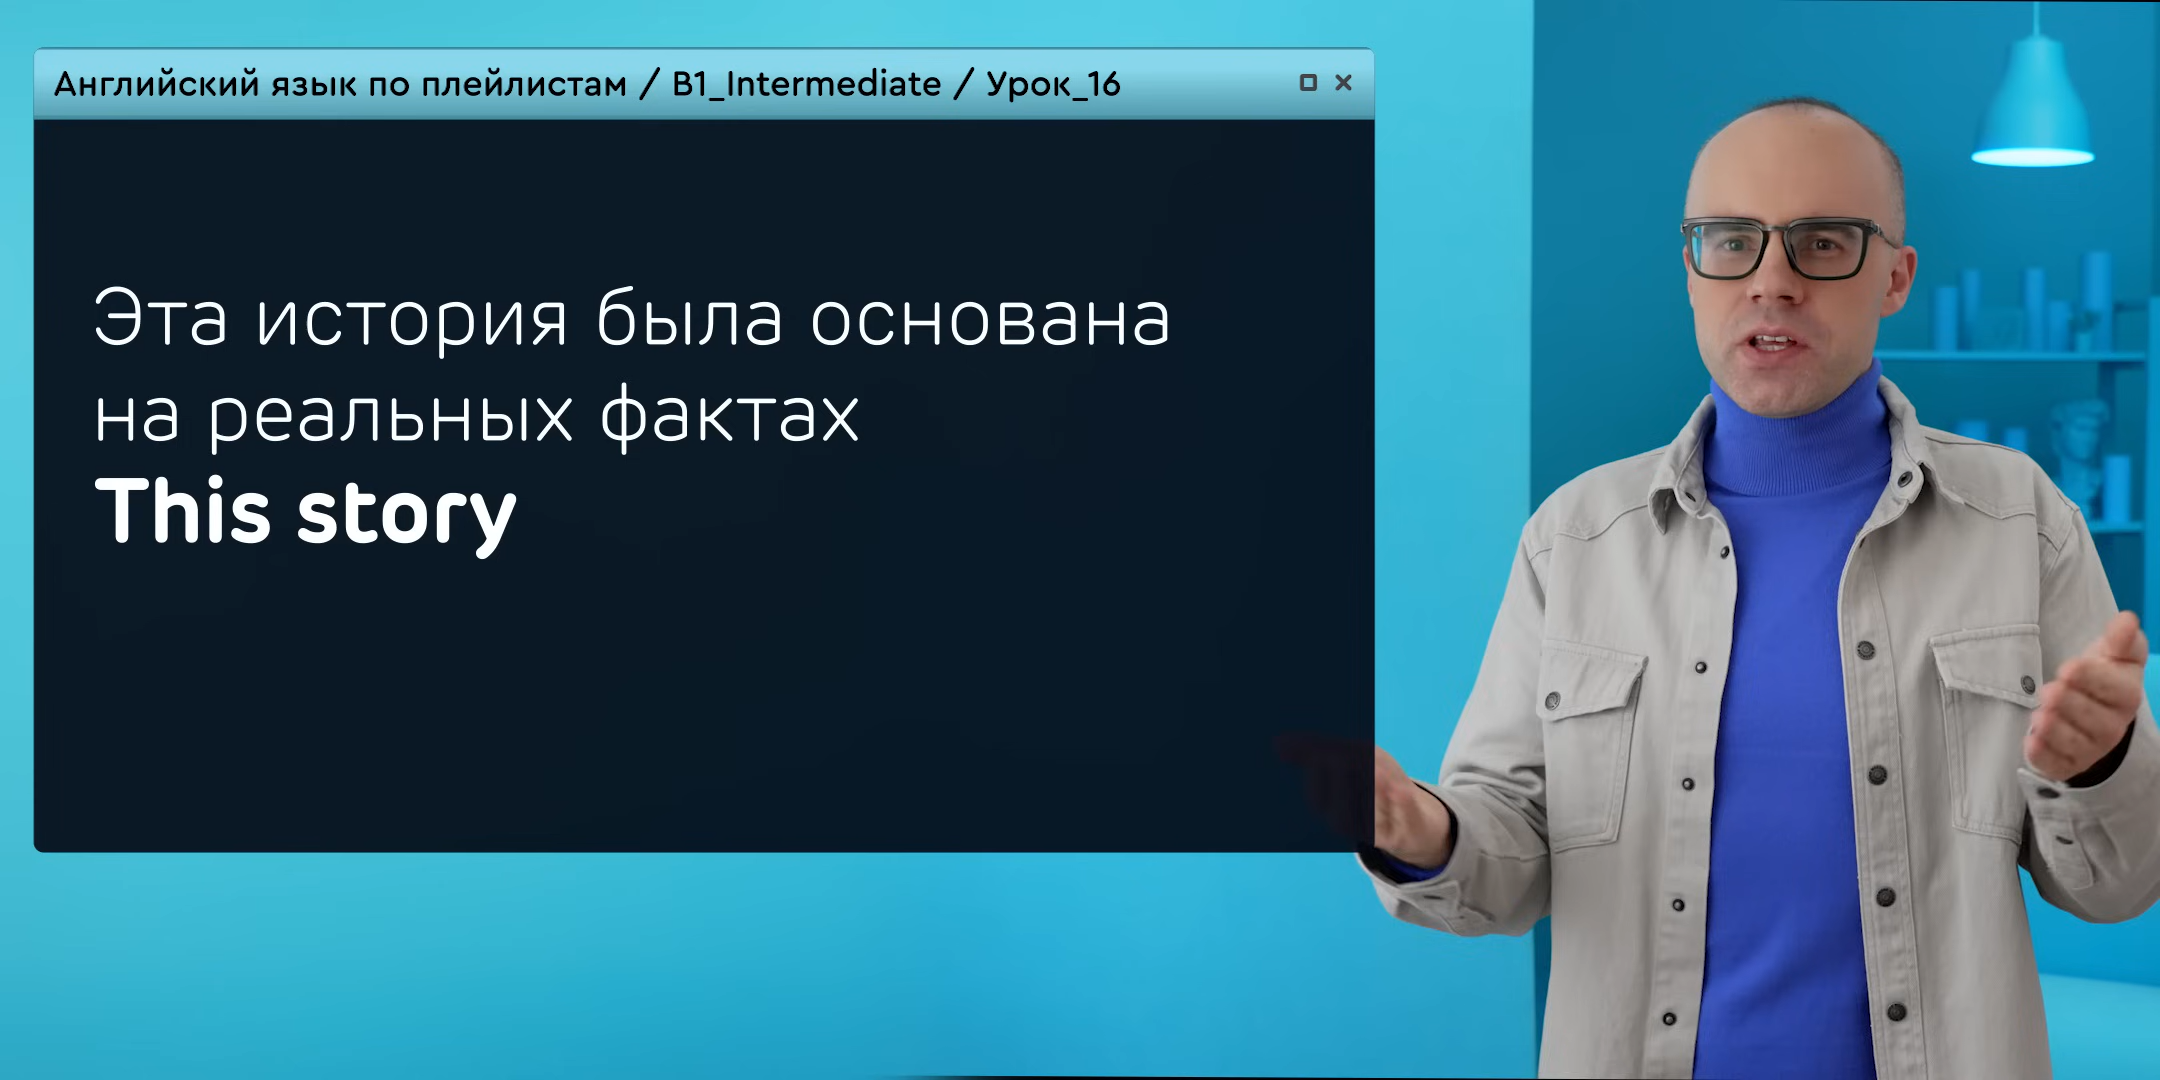 Английский язык по плейлистам / B1_Intermediate / Урок_16
Эта история была основана
на реальных фактах
This story